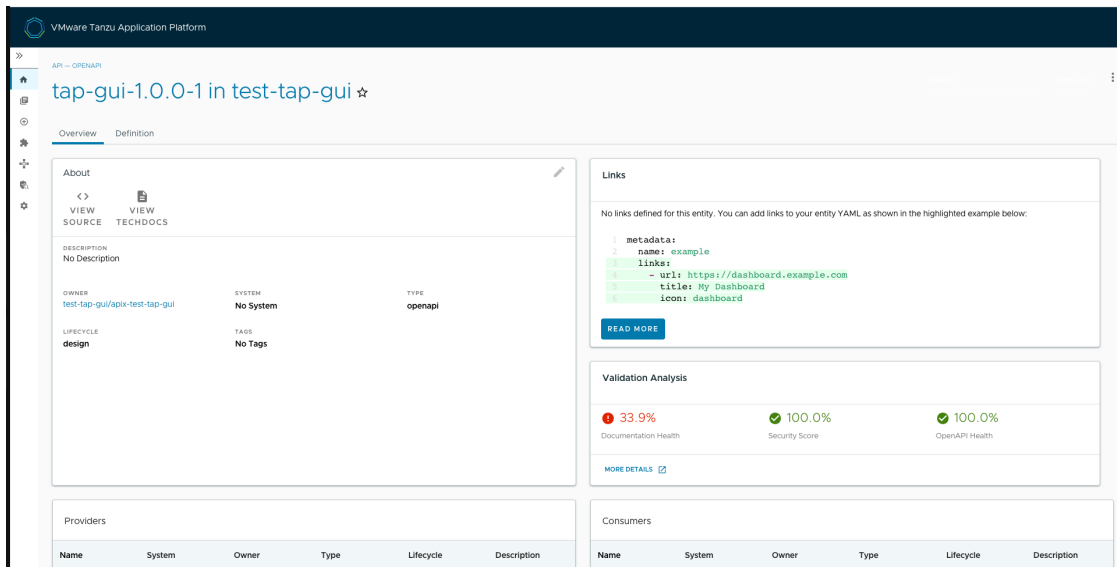 VMware Tanzu Application Platform
API — OPENAPI
tap-gui-1.0.0-1 in test-tap-gui
Overview Definition
About
VIEW SOURCE
VIEW TECHDOCS
DESCRIPTION
No Description
OWNER
test-tap-gui/apix-test-tap-gui
SYSTEM
No System
TYPE
openapi
LIFECYCLE
design
TAGS
No Tags
Links
No links defined for this entity. You can add links to your entity YAML as shown in the highlighted example below:
1 metadata:
2 name: example
3 links:
4 - url: https://dashboard.example.com
5 title: My Dashboard
6 icon: dashboard
READ MORE
Validation Analysis
33.9%
Documentation Health
100.0%
Security Score
100.0%
OpenAPI Health
MORE DETAILS
Providers
Name System Owner Type Lifecycle Description
Consumers
Name System Owner Type Lifecycle Description